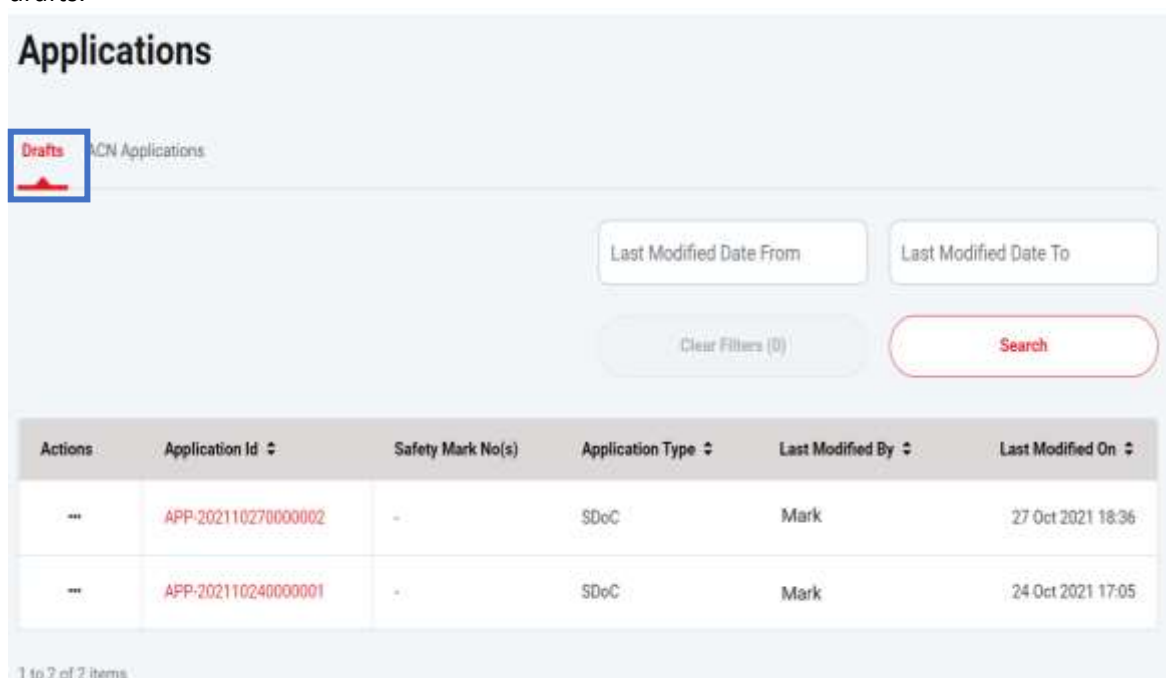 drafts.
Applications
Drafts ACN Applications
Last Modified Date From Last Modified Date To
Clear Filters (0) Search
Actions Application Id Safety Mark No(s) Application Type Last Modified By Last Modified On
··· APP-202110270000002 - SDoC Mark 27 Oct 2021 18:36
··· APP-202110240000001 - SDoC Mark 24 Oct 2021 17:05
1 to 2 of 2 items